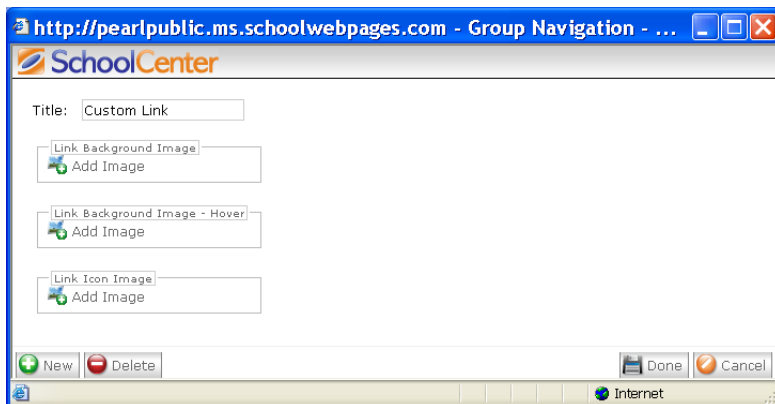 http://pearlpublic.ms.schoolwebpages.com - Group Navigation - ...
SchoolCenter
Title: Custom Link
Link Background Image
Add Image
Link Background Image - Hover
Add Image
Link Icon Image
Add Image
New Delete Done Cancel
Internet